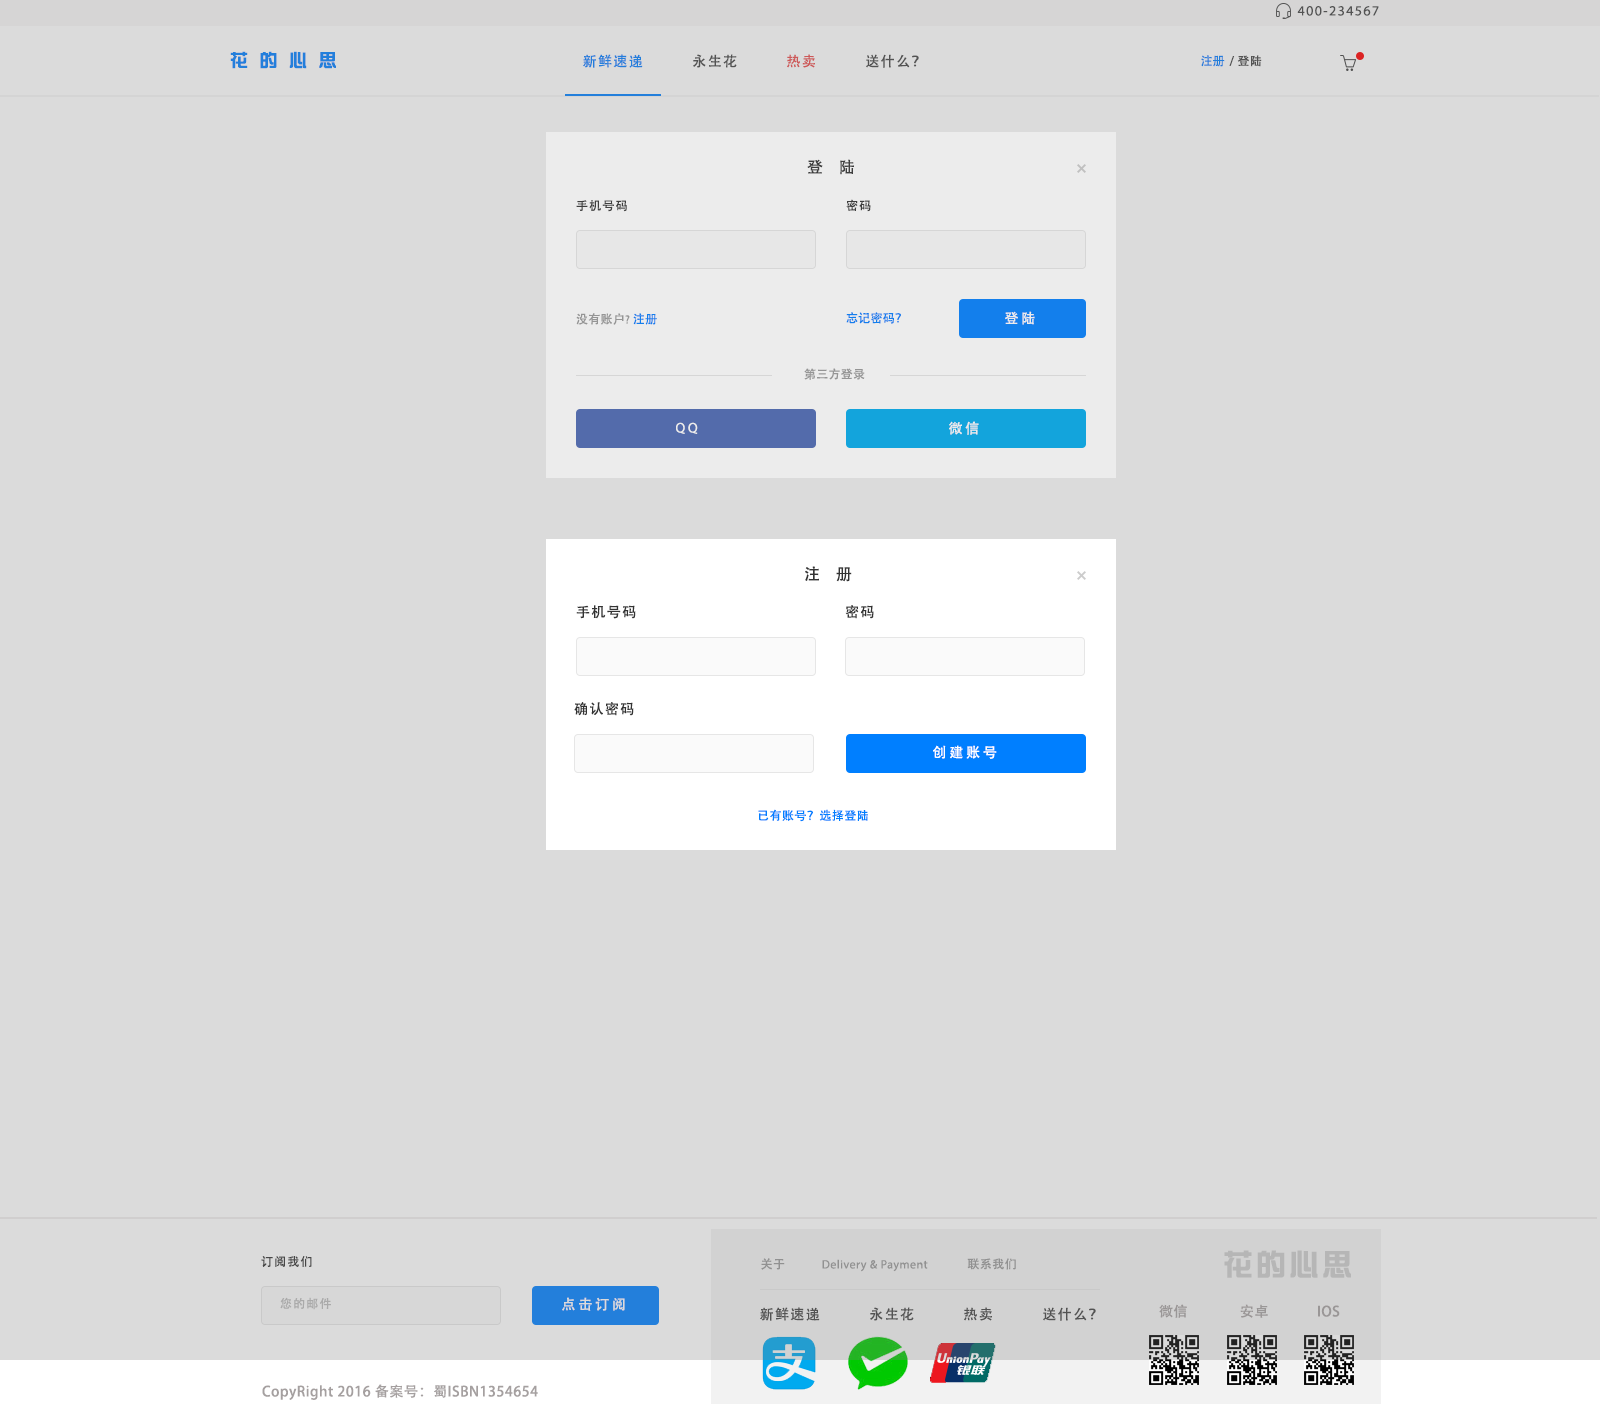 400-234567
花的心思
新鲜速递 永生花 热卖 送什么？
注册 / 登陆
登 陆
×
手机号码 密码
没有账户？注册 忘记密码？ 登陆
第三方登录
QQ 微信
注 册
×
手机号码 密码
确认密码
创建账号
已有账号？选择登陆
订阅我们
您的邮件 点击订阅
关于 Delivery & Payment 联系我们
花的心思
新鲜速递 永生花 热卖 送什么？
微信 安卓 IOS
支
UnionPay
银联
CopyRight 2016 备案号：蜀ISBN1354654